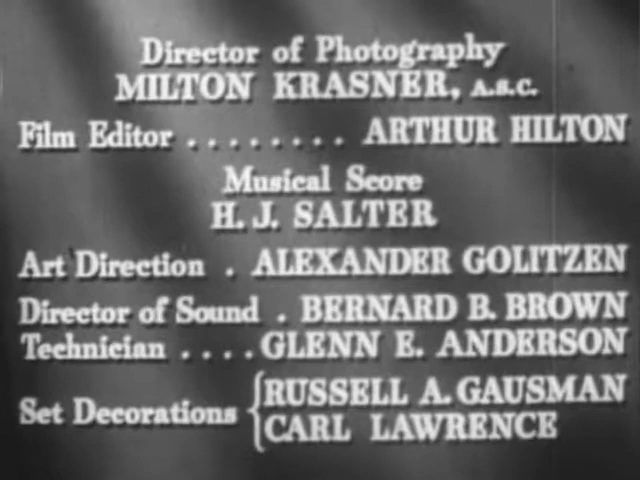 Director of Photography
MILTON KRASNER, A.S.C.
Film Editor ........ ARTHUR HILTON
Musical Score
H. J. SALTER
Art Direction . ALEXANDER GOLITZEN
Director of Sound . BERNARD B. BROWN
Technician .... GLENN E. ANDERSON
Set Decorations { RUSSELL A. GAUSMAN
CARL LAWRENCE